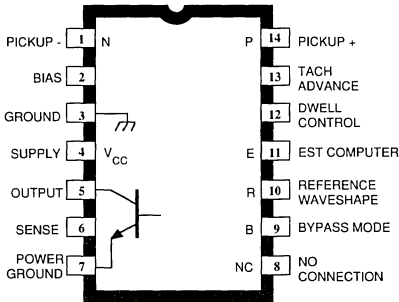 PICKUP - 1 N P 14 PICKUP +
BIAS 2 13 TACH ADVANCE
GROUND 3 12 DWELL CONTROL
SUPPLY 4 VCC E 11 EST COMPUTER
OUTPUT 5 R 10 REFERENCE WAVESHAPE
SENSE 6 B 9 BYPASS MODE
POWER GROUND 7 NC 8 NO CONNECTION